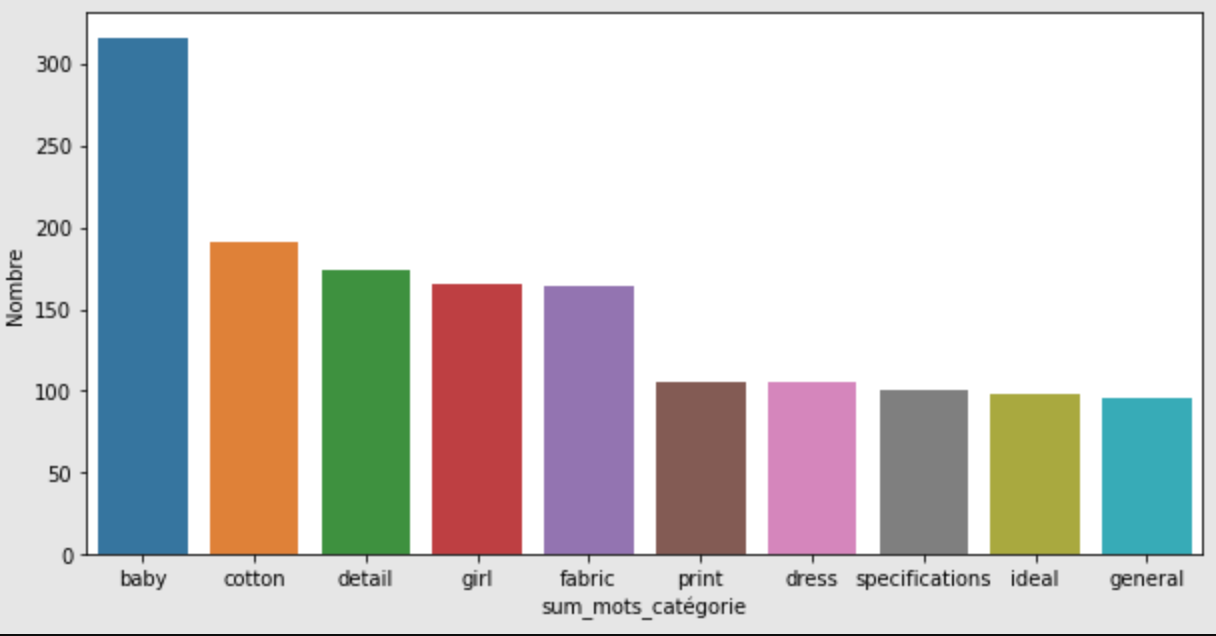 300
250
200
150
100
50
0
Nombre
baby cotton detail girl fabric print dress specifications ideal general
sum_mots_catégorie